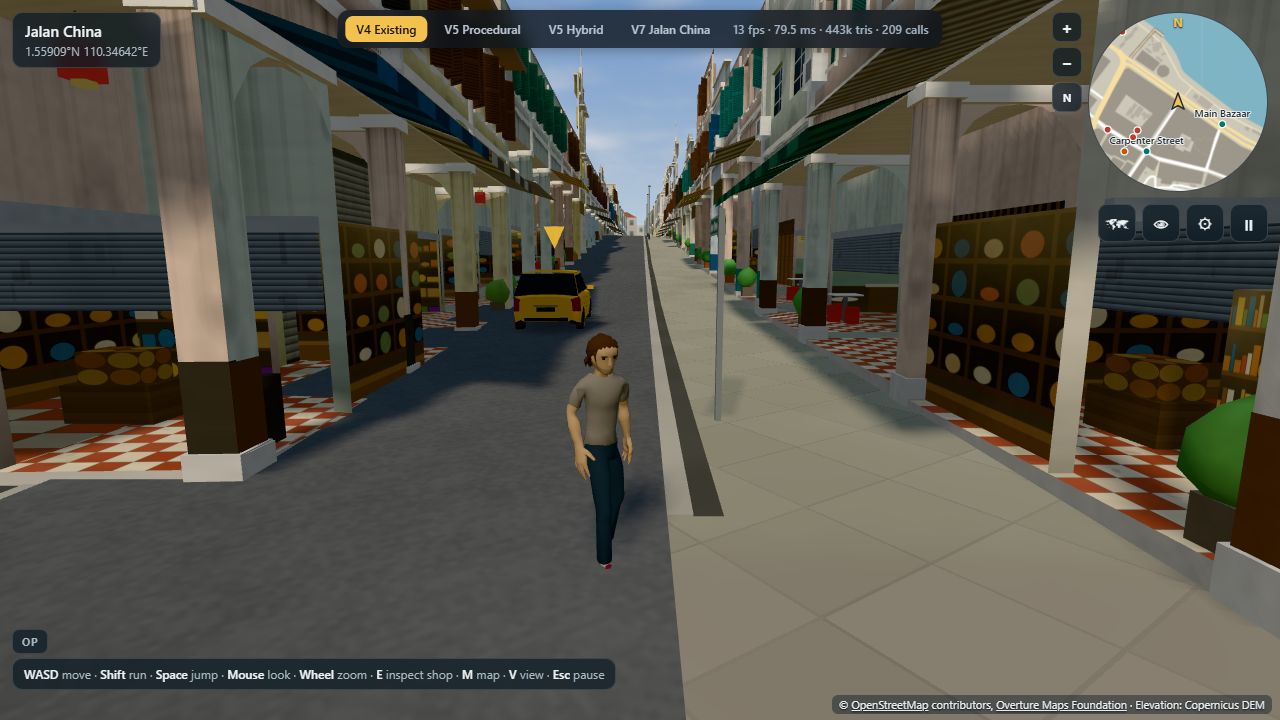 Jalan China
1.55909°N 110.34642°E
V4 Existing V5 Procedural V5 Hybrid V7 Jalan China 13 fps · 79.5 ms · 443k tris · 209 calls
+
−
N
N
Main Bazaar
Carpenter Street
OP
WASD move · Shift run · Space jump · Mouse look · Wheel zoom · E inspect shop · M map · V view · Esc pause
© OpenStreetMap contributors, Overture Maps Foundation · Elevation: Copernicus DEM